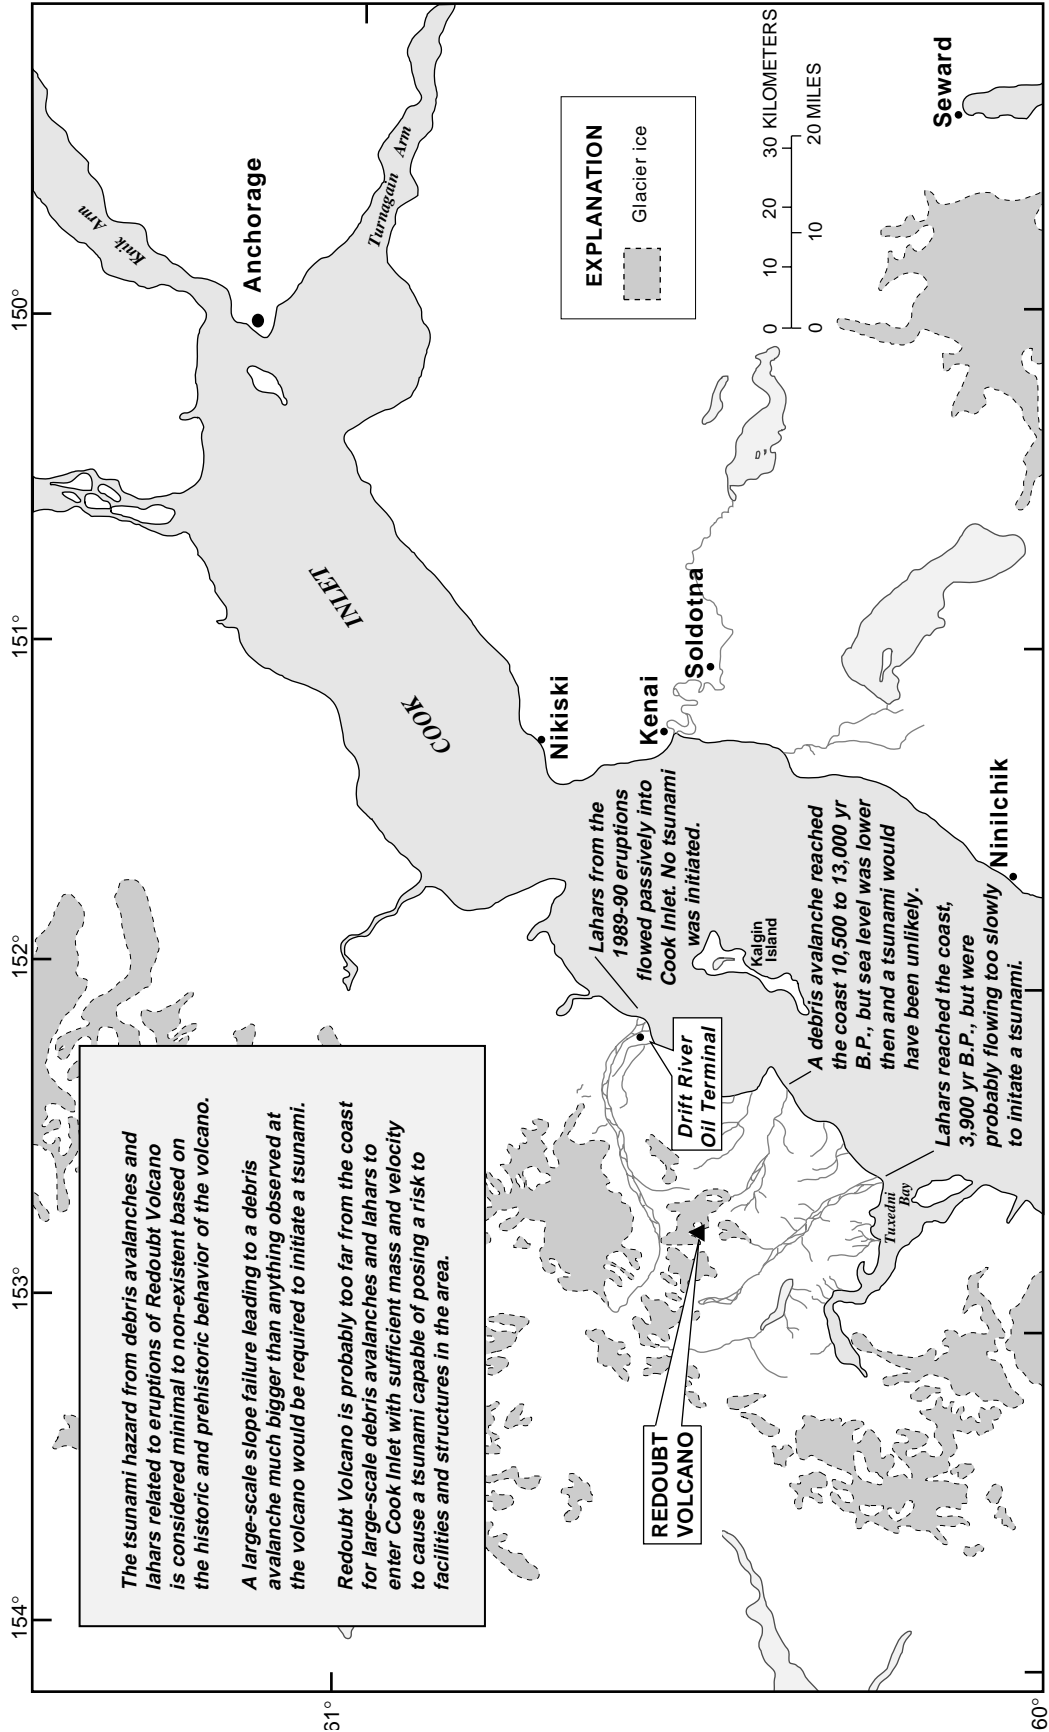 154°
153°
152°
151°
150°
61°
60°
The tsunami hazard from debris avalanches and
lahars related to eruptions of Redoubt Volcano
is considered minimal to non-existent based on
the historic and prehistoric behavior of the volcano.
A large-scale slope failure leading to a debris
avalanche much bigger than anything observed at
the volcano would be required to initiate a tsunami.
Redoubt Volcano is probably too far from the coast
for large-scale debris avalanches and lahars to
enter Cook Inlet with sufficient mass and velocity
to cause a tsunami capable of posing a risk to
facilities and structures in the area.
Knik Arm
Anchorage
Turnagain Arm
COOK
INLET
Nikiski
Kenai
Soldotna
Ninilchik
Seward
EXPLANATION
Glacier ice
0 10 20 30 KILOMETERS
0 10 20 MILES
Lahars from the
1989-90 eruptions
flowed passively into
Cook Inlet. No tsunami
was initiated.
Kalgin
Island
Drift River
Oil Terminal
REDOUBT
VOLCANO
A debris avalanche reached
the coast 10,500 to 13,000 yr
B.P., but sea level was lower
then and a tsunami would
have been unlikely.
Tuxedni
Bay
Lahars reached the coast,
3,900 yr B.P., but were
probably flowing too slowly
to initate a tsunami.